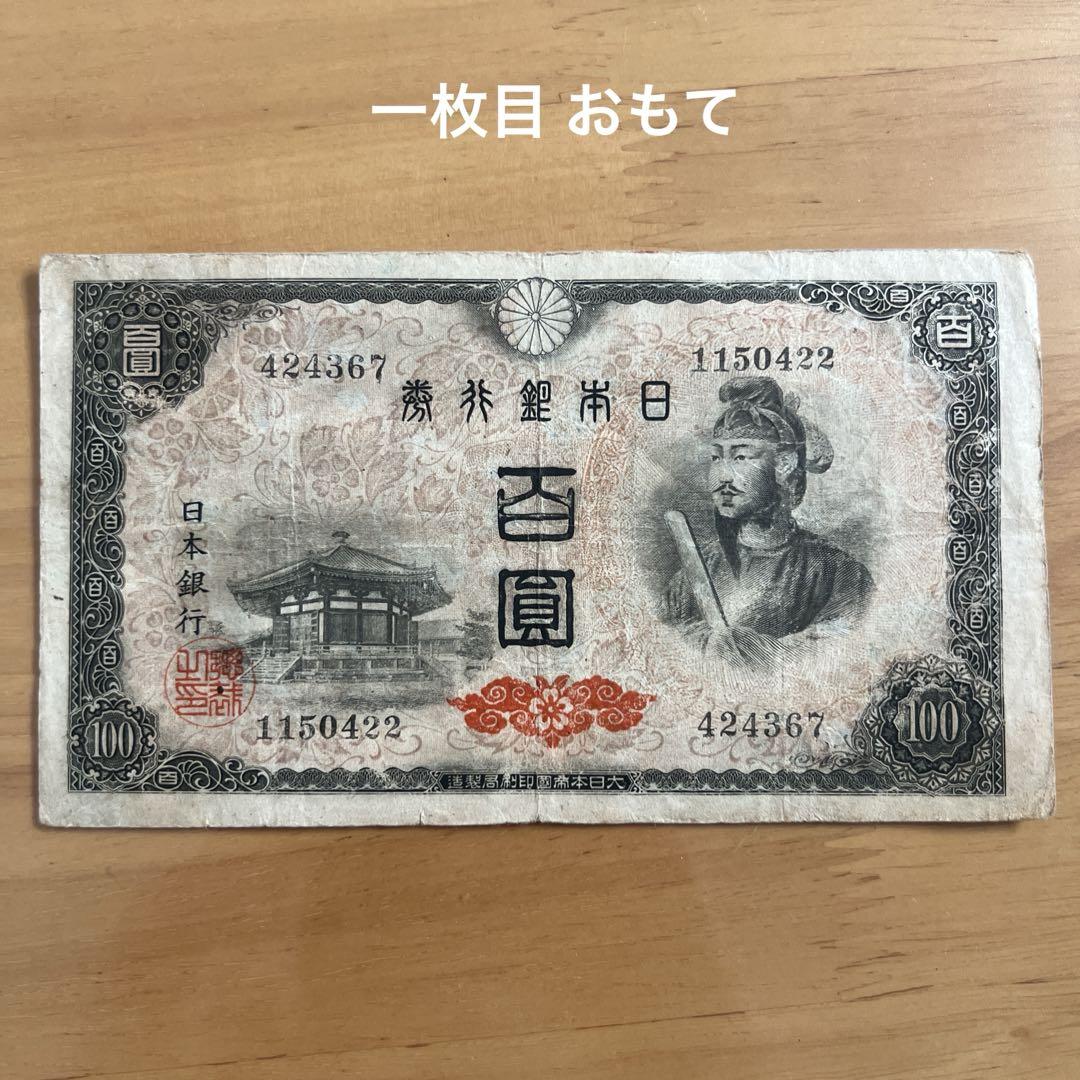 一枚目 おもて
百圓
百
424367
1150422
日本銀行券
百圓
日本銀行
1150422
424367
100
100
大日本帝國印刷局製造